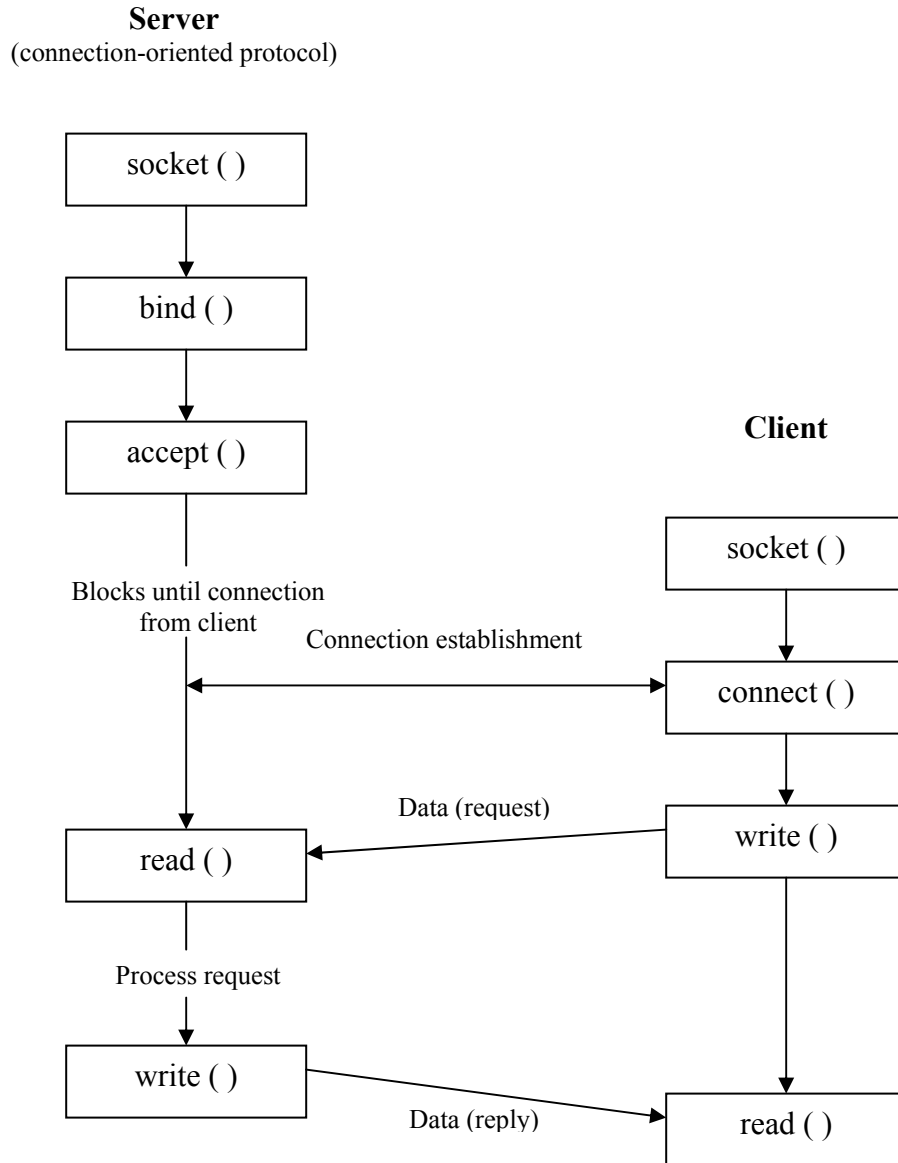 Server
(connection-oriented protocol)
socket ( )
bind ( )
accept ( )
Blocks until connection
from client
Client
socket ( )
Connection establishment
connect ( )
Data (request)
write ( )
read ( )
Process request
write ( )
Data (reply)
read ( )